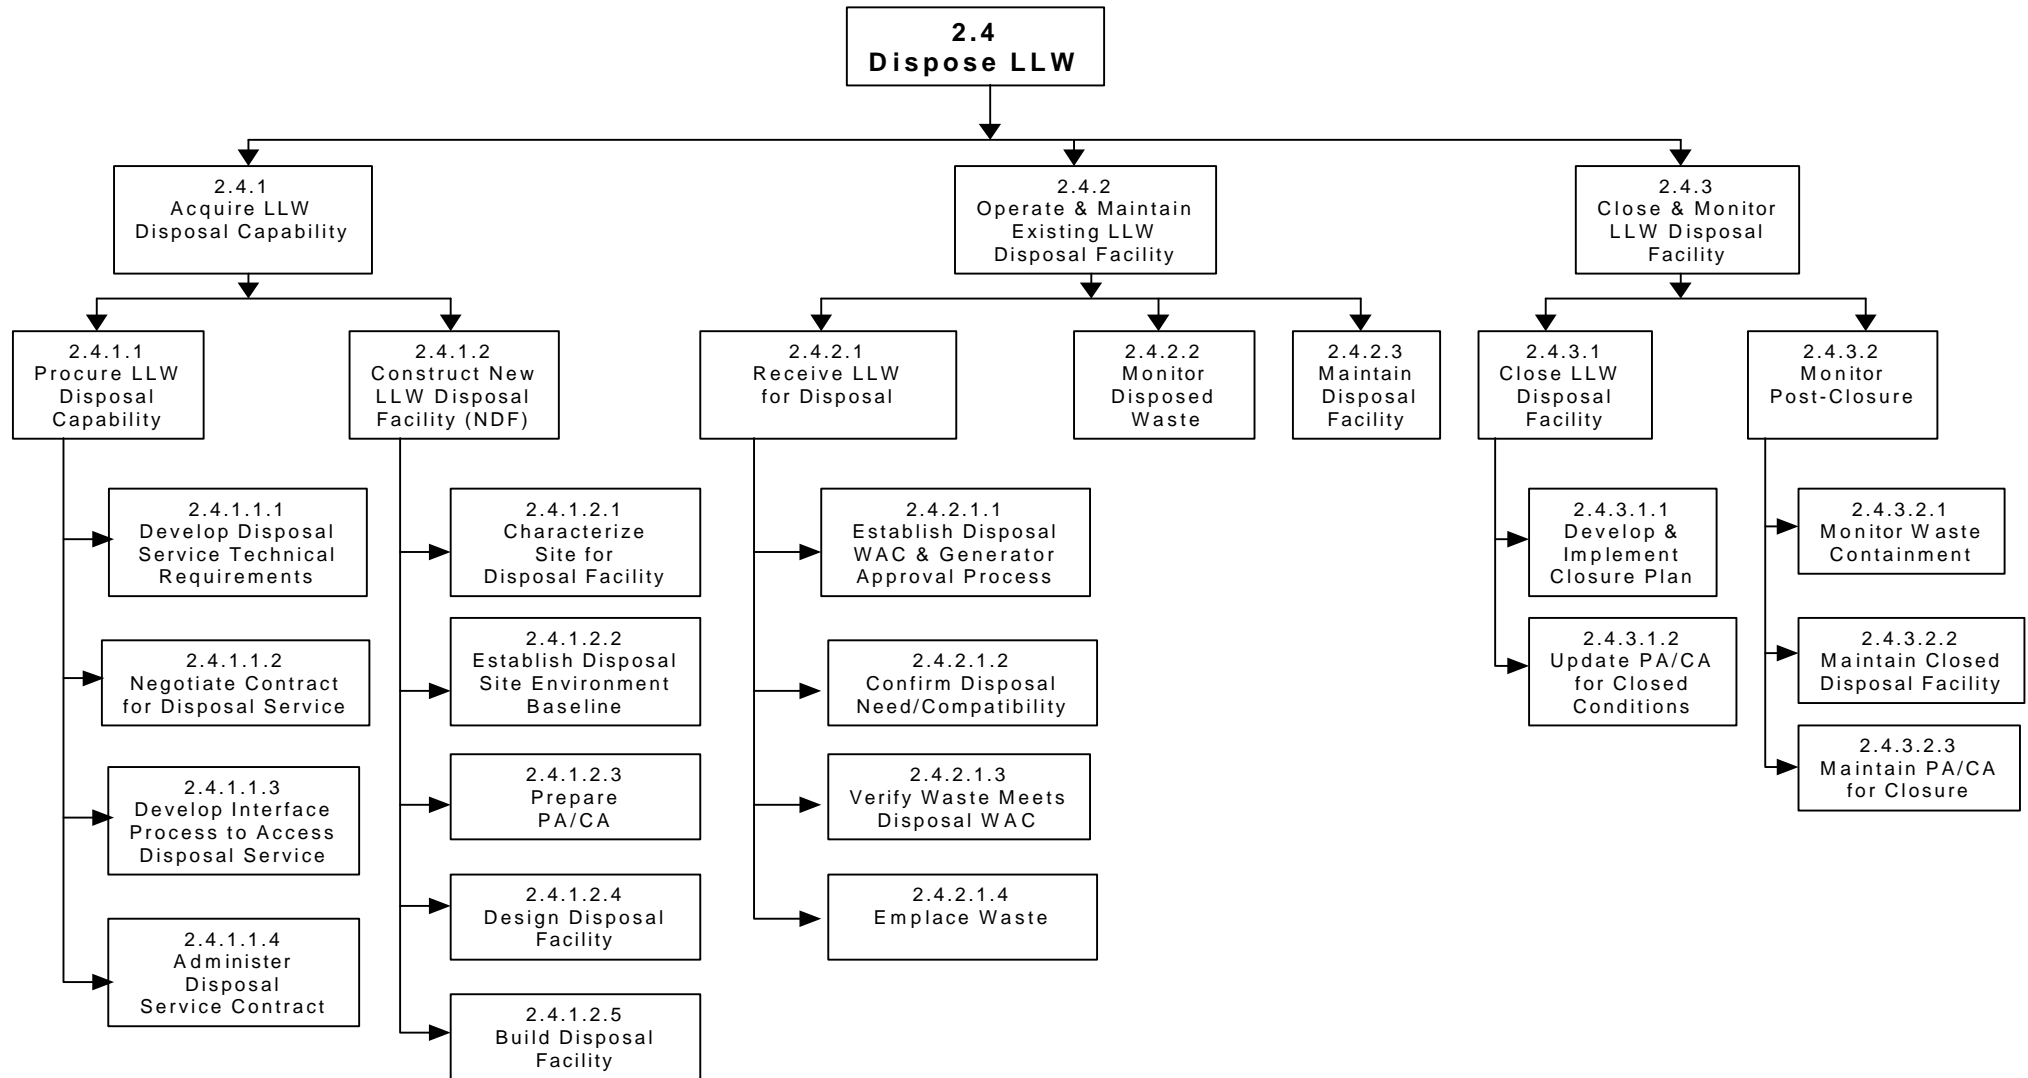 2.4
Dispose LLW
2.4.1
Acquire LLW
Disposal Capability
2.4.2
Operate & Maintain
Existing LLW
Disposal Facility
2.4.3
Close & Monitor
LLW Disposal
Facility
2.4.1.1
Procure LLW
Disposal
Capability
2.4.1.2
Construct New
LLW Disposal
Facility (NDF)
2.4.2.1
Receive LLW
for Disposal
2.4.2.2
Monitor
Disposed
Waste
2.4.2.3
Maintain
Disposal
Facility
2.4.3.1
Close LLW
Disposal
Facility
2.4.3.2
Monitor
Post-Closure
2.4.1.1.1
Develop Disposal
Service Technical
Requirements
2.4.1.1.2
Negotiate Contract
for Disposal Service
2.4.1.1.3
Develop Interface
Process to Access
Disposal Service
2.4.1.1.4
Administer
Disposal
Service Contract
2.4.1.2.1
Characterize
Site for
Disposal Facility
2.4.1.2.2
Establish Disposal
Site Environment
Baseline
2.4.1.2.3
Prepare
PA/CA
2.4.1.2.4
Design Disposal
Facility
2.4.1.2.5
Build Disposal
Facility
2.4.2.1.1
Establish Disposal
WAC & Generator
Approval Process
2.4.2.1.2
Confirm Disposal
Need/Compatibility
2.4.2.1.3
Verify Waste Meets
Disposal WAC
2.4.2.1.4
Emplace Waste
2.4.3.1.1
Develop &
Implement
Closure Plan
2.4.3.1.2
Update PA/CA
for Closed
Conditions
2.4.3.2.1
Monitor Waste
Containment
2.4.3.2.2
Maintain Closed
Disposal Facility
2.4.3.2.3
Maintain PA/CA
for Closure